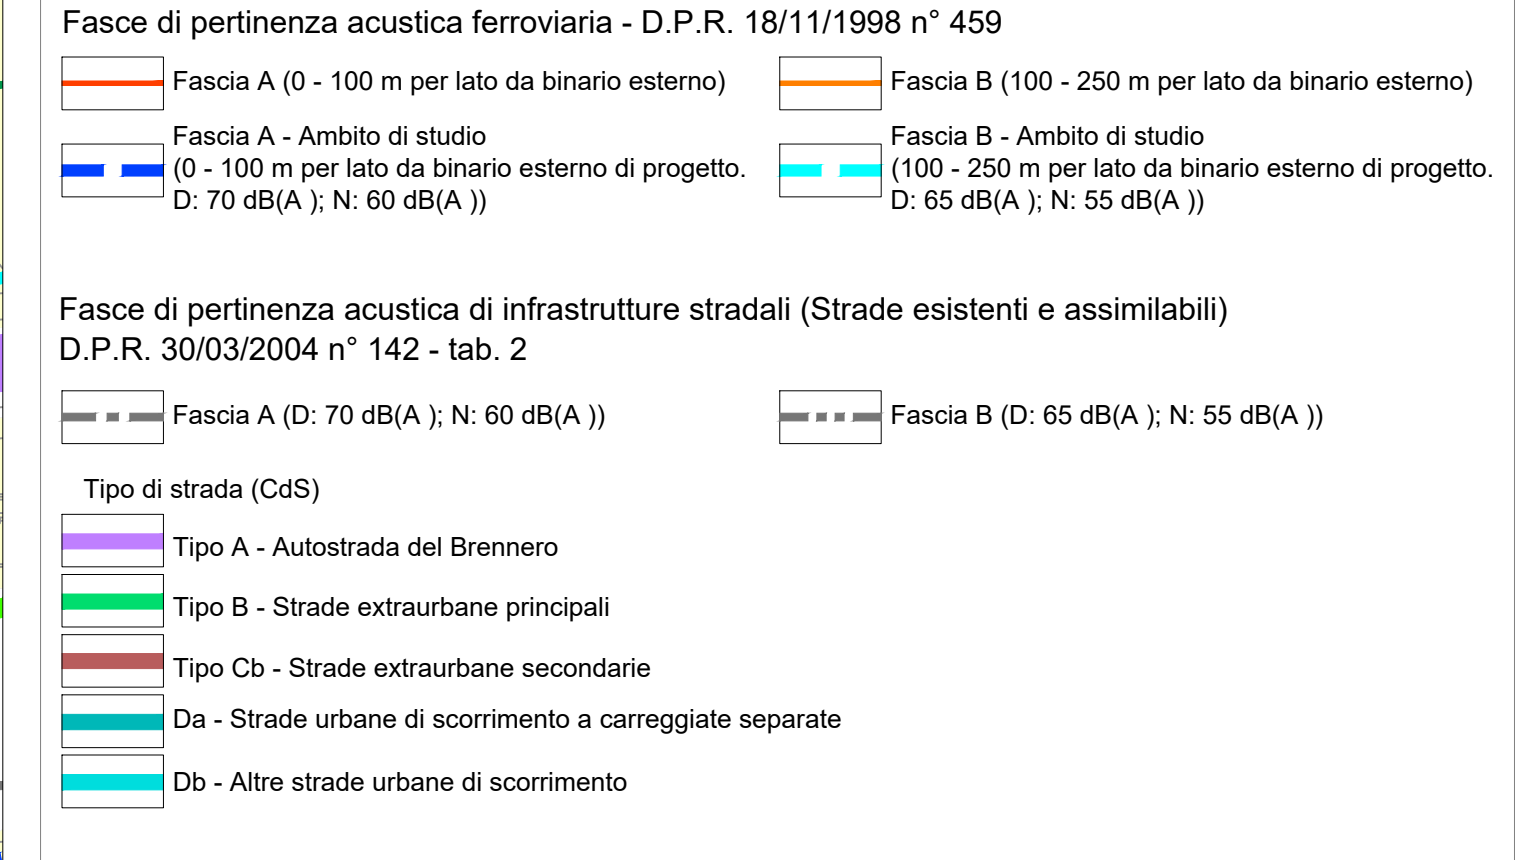 Fasce di pertinenza acustica ferroviaria - D.P.R. 18/11/1998 n° 459
Fascia A (0 - 100 m per lato da binario esterno)
Fascia B (100 - 250 m per lato da binario esterno)
Fascia A - Ambito di studio
(0 - 100 m per lato da binario esterno di progetto.
D: 70 dB(A ); N: 60 dB(A ))
Fascia B - Ambito di studio
(100 - 250 m per lato da binario esterno di progetto.
D: 65 dB(A ); N: 55 dB(A ))
Fasce di pertinenza acustica di infrastrutture stradali (Strade esistenti e assimilabili)
D.P.R. 30/03/2004 n° 142 - tab. 2
Fascia A (D: 70 dB(A ); N: 60 dB(A ))
Fascia B (D: 65 dB(A ); N: 55 dB(A ))
Tipo di strada (CdS)
Tipo A - Autostrada del Brennero
Tipo B - Strade extraurbane principali
Tipo Cb - Strade extraurbane secondarie
Da - Strade urbane di scorrimento a carreggiate separate
Db - Altre strade urbane di scorrimento